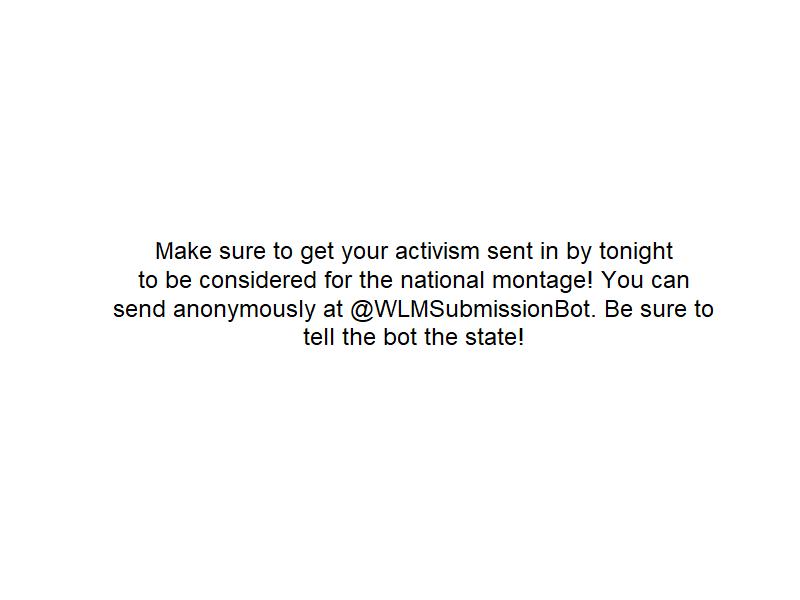 Make sure to get your activism sent in by tonight
to be considered for the national montage! You can
send anonymously at @WLMSubmissionBot. Be sure to
tell the bot the state!